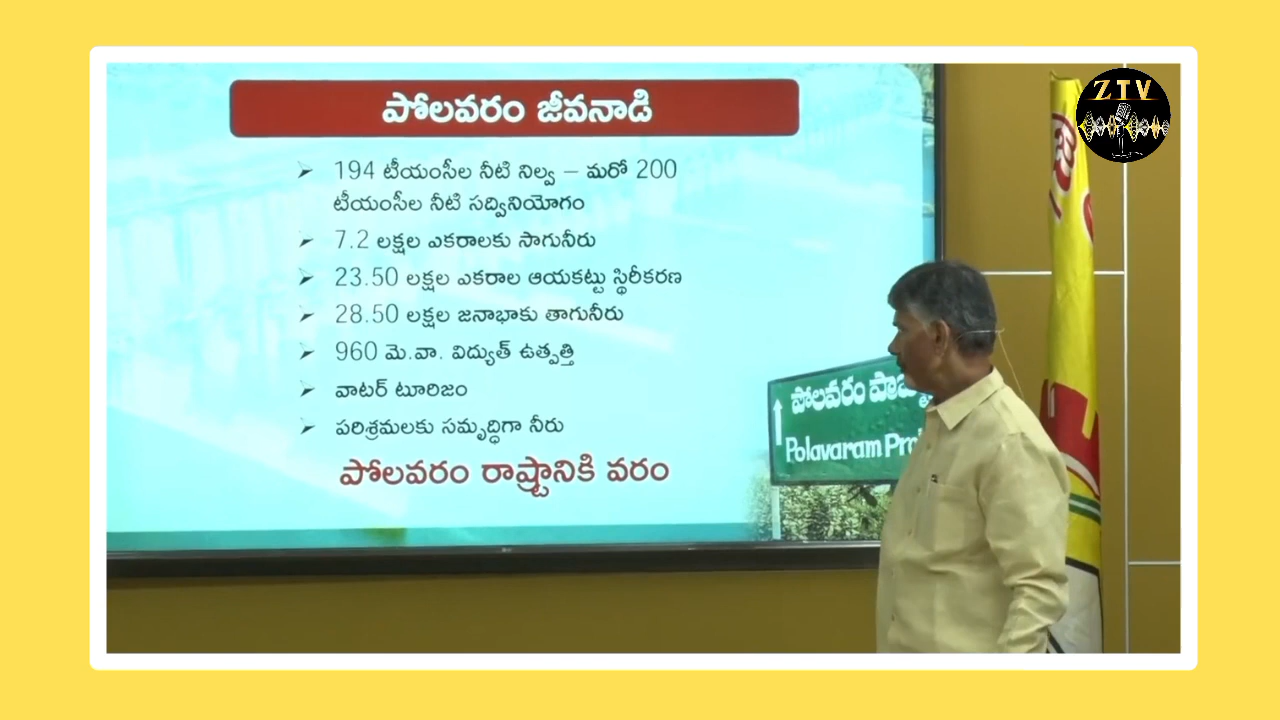 ZTV
పోలవరం జీవనాడి
194 టీయంసీల నీటి నిల్వ – మరో 200
టీయంసీల నీటి సద్వినియోగం
7.2 లక్షల ఎకరాలకు సాగునీరు
23.50 లక్షల ఎకరాల ఆయకట్టు స్థిరీకరణ
28.50 లక్షల జనాభాకు తాగునీరు
960 మె.వా. విద్యుత్ ఉత్పత్తి
వాటర్ టూరిజం
పరిశ్రమలకు సమృద్ధిగా నీరు
పోలవరం రాష్ట్రానికి వరం
పోలవరం
Polavaram